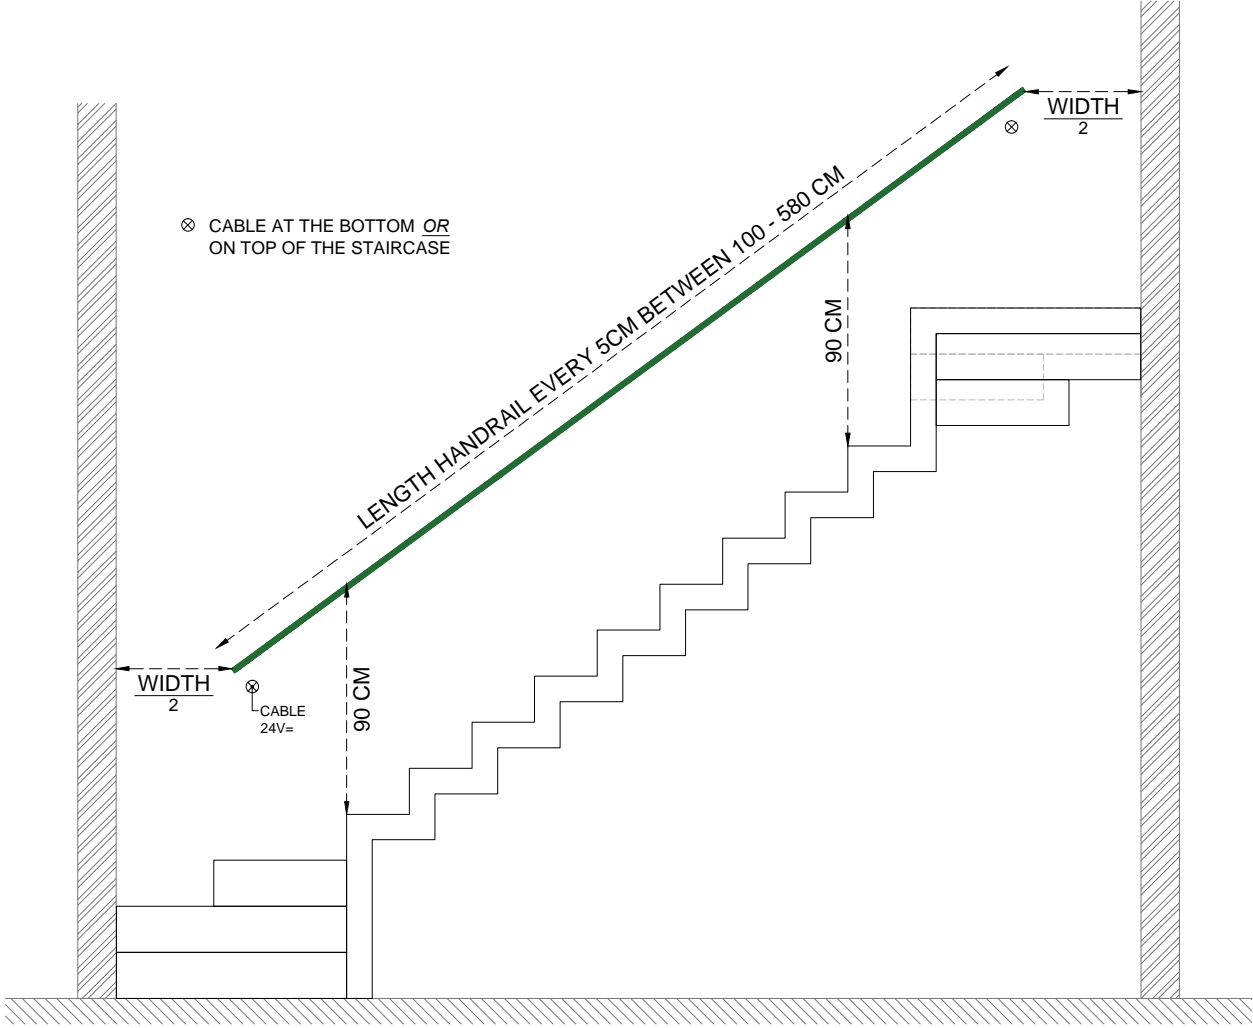 WIDTH
2
CABLE AT THE BOTTOM OR
ON TOP OF THE STAIRCASE
LENGTH HANDRAIL EVERY 5CM BETWEEN 100 - 580 CM
90 CM
WIDTH
2
CABLE
24V=
90 CM